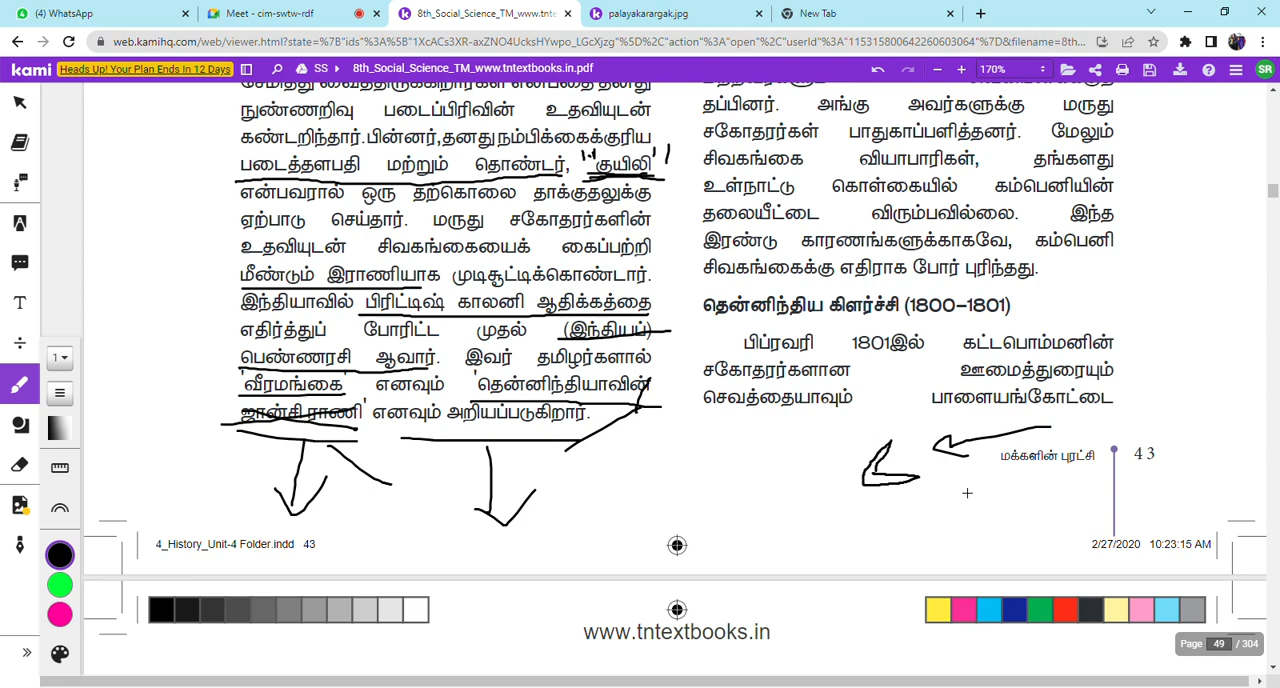 (4) WhatsApp
Meet - cim-swtw-rdf
8th_Social_Science_TM_www.tnte
palayakarargak.jpg
New Tab
web.kamihq.com/web/viewer.html?state=%7B"ids"%3A%5B"1XcACs3XR-axZNO4UcksHYwpo_LGcXjzg"%5D%2C"action"%3A"open"%2C"userId"%3A"115315800642260603064"%7D&filename=8th...
kami
Heads Up! Your Plan Ends In 12 Days
SS
8th_Social_Science_TM_www.tntextbooks.in.pdf
170%
SR
சேமித்து வைத்திருக்கிறார்கள் என்பதை தனது
நுண்ணறிவு படைப்பிரிவின் உதவியுடன்
கண்டறிந்தார். பின்னர், தனது நம்பிக்கைக்குரிய
படைத்தளபதி மற்றும் தொண்டர், "குயிலி"
என்பவரால் ஒரு தற்கொலை தாக்குதலுக்கு
ஏற்பாடு செய்தார். மருது சகோதரர்களின்
உதவியுடன் சிவகங்கையைக் கைப்பற்றி
மீண்டும் இராணியாக முடிசூட்டிக்கொண்டார்.
இந்தியாவில் பிரிட்டிஷ் காலனி ஆதிக்கத்தை
எதிர்த்துப் போரிட்ட முதல் (இந்தியப்)
பெண்ணரசி ஆவார். இவர் தமிழர்களால்
'வீரமங்கை' எனவும் 'தென்னிந்தியாவின்
ஜான்சி ராணி' எனவும் அறியப்படுகிறார்.
தப்பினர். அங்கு அவர்களுக்கு மருது
சகோதரர்கள் பாதுகாப்பளித்தனர். மேலும்
சிவகங்கை வியாபாரிகள், தங்களது
உள்நாட்டு கொள்கையில் கம்பெனியின்
தலையீட்டை விரும்பவில்லை. இந்த
இரண்டு காரணங்களுக்காகவே, கம்பெனி
சிவகங்கைக்கு எதிராக போர் புரிந்தது.
தென்னிந்திய கிளர்ச்சி (1800–1801)
பிப்ரவரி 1801இல் கட்டபொம்மனின்
சகோதரர்களான ஊமைத்துரையும்
செவத்தையாவும் பாளையங்கோட்டை
மக்களின் புரட்சி 43
4_History_Unit-4 Folder.indd 43
2/27/2020 10:23:15 AM
www.tntextbooks.in
Page 49 / 304